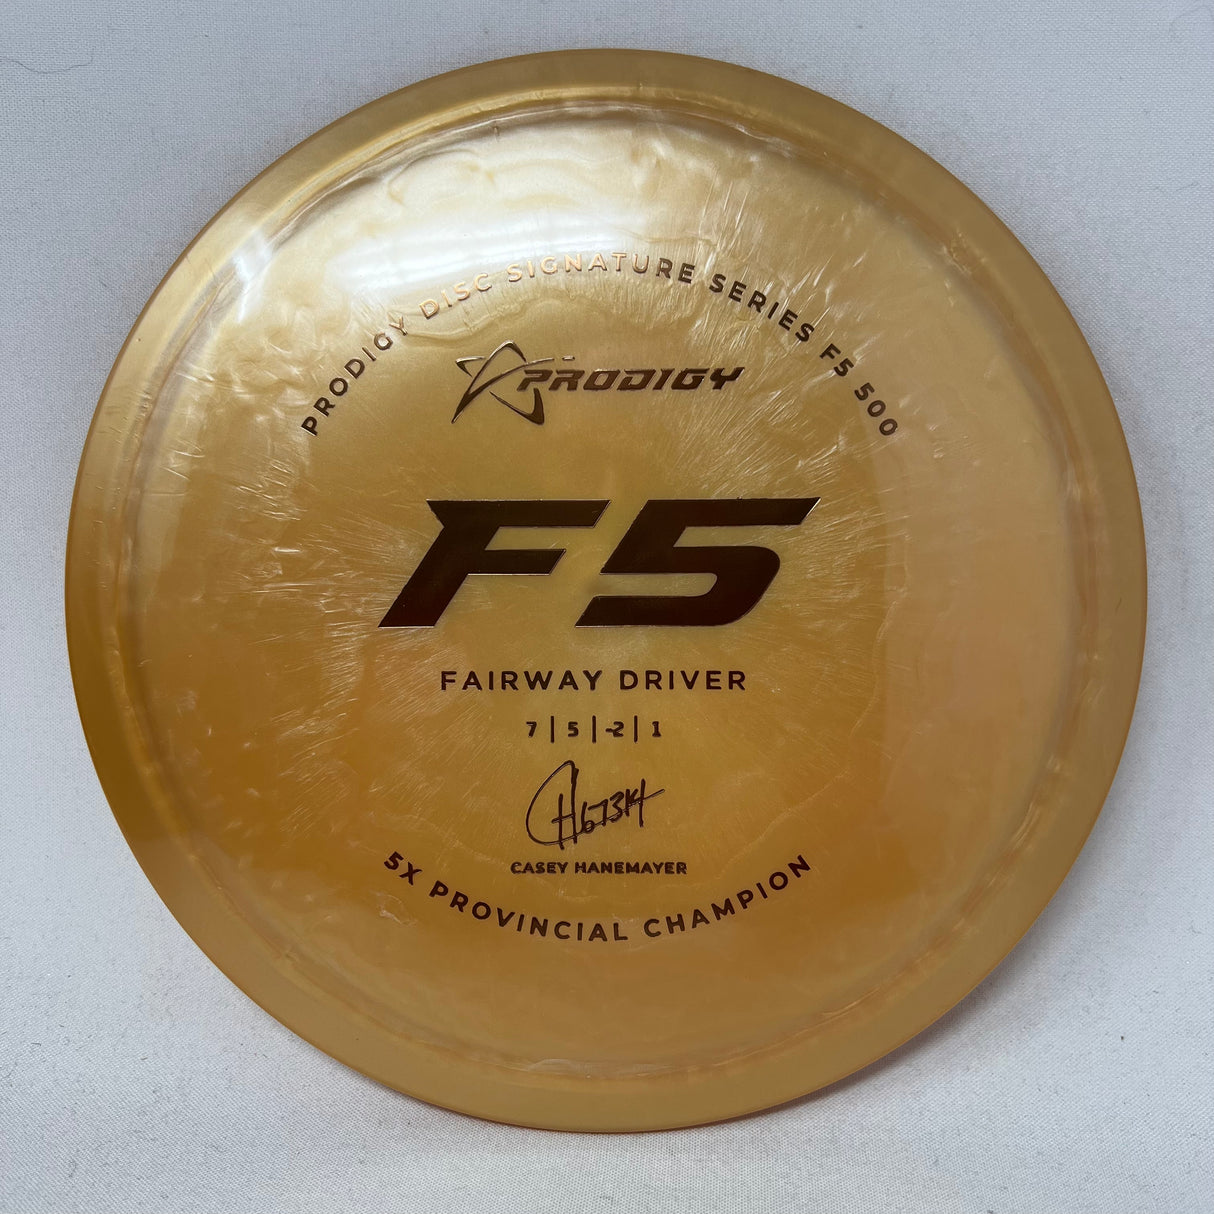 PRODIGY DISC SIGNATURE SERIES F5 500
PRODIGY
F5
FAIRWAY DRIVER
7 | 5 | -2 | 1
CH67314
CASEY HANEMAYER
5X PROVINCIAL CHAMPION